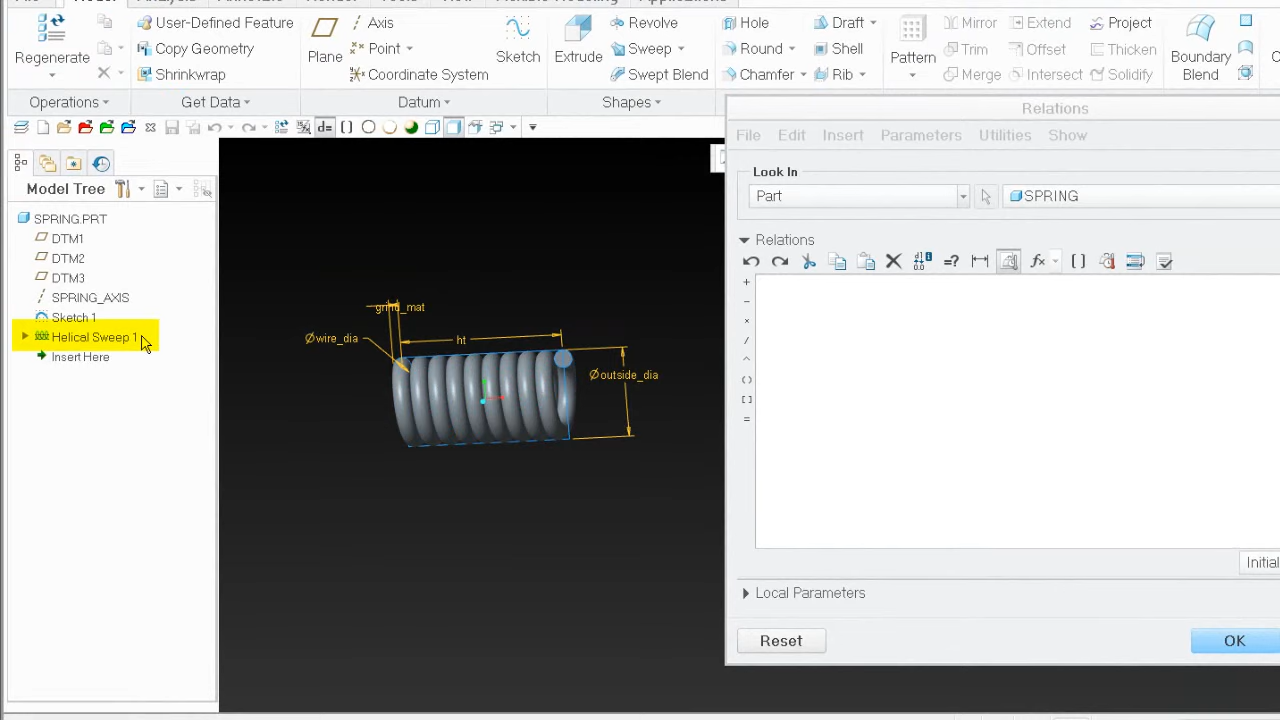 User-Defined Feature
Copy Geometry
Shrinkwrap
Regenerate
Operations
Get Data
Plane
Axis
Point
Coordinate System
Sketch
Datum
Extrude
Revolve
Sweep
Swept Blend
Hole
Round
Chamfer
Draft
Shell
Rib
Shapes
Pattern
Mirror
Trim
Merge
Extend
Offset
Intersect
Project
Thicken
Solidify
Boundary
Blend
d=
Model Tree
SPRING.PRT
DTM1
DTM2
DTM3
SPRING_AXIS
Sketch 1
Helical Sweep 1
Insert Here
grind_mat
Øwire_dia
ht
Øoutside_dia
Relations
File Edit Insert Parameters Utilities Show
Look In
Part
SPRING
Relations
=?
fx
[ ]
+
-
*
/
^
( )
[ ]
=
Initial
Local Parameters
Reset
OK